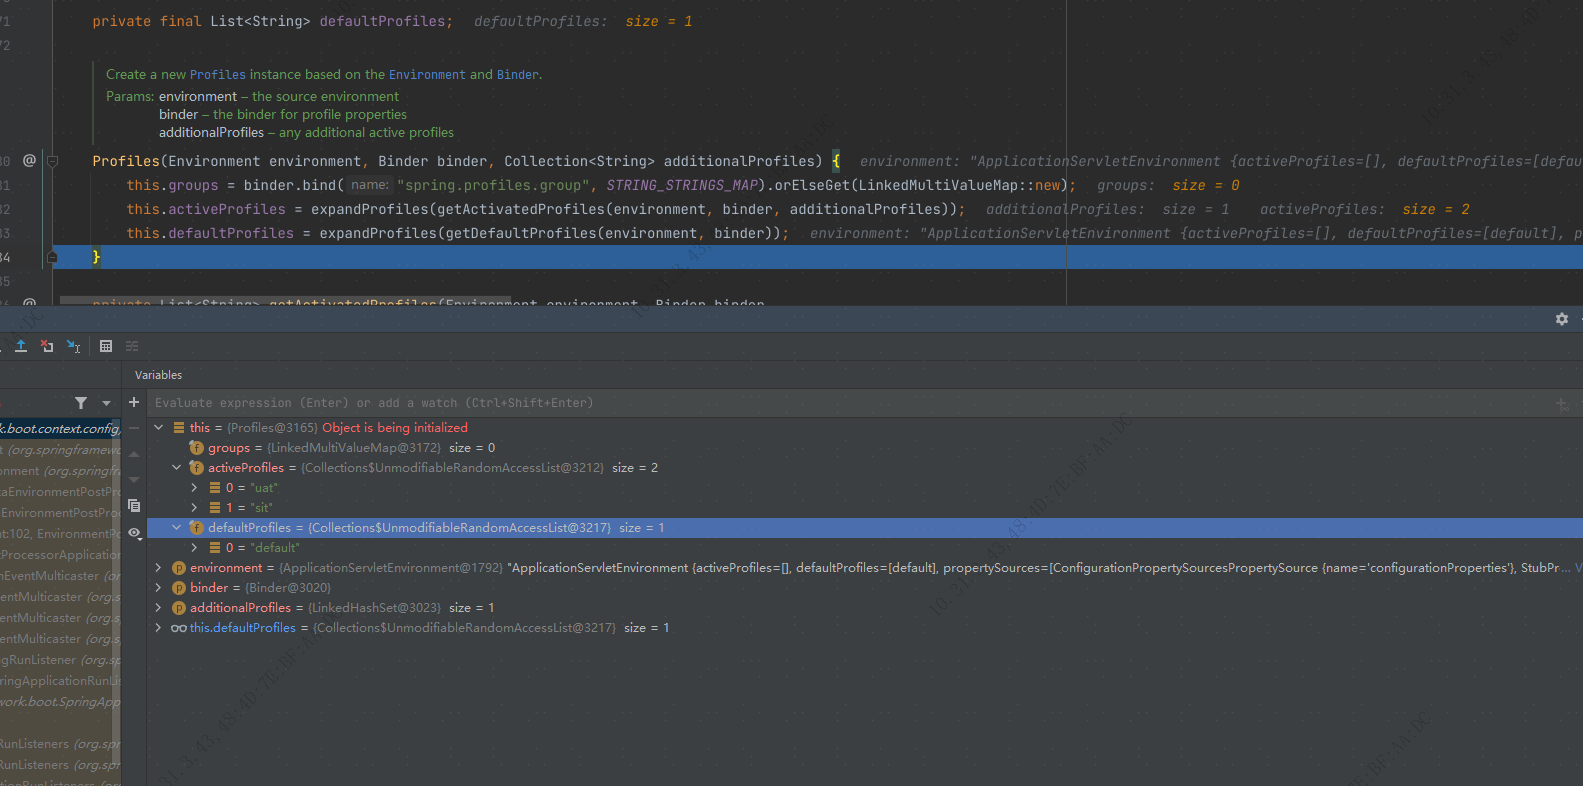 71 private final List<String> defaultProfiles; defaultProfiles: size = 1
72
Create a new Profiles instance based on the Environment and Binder.
Params: environment – the source environment
binder – the binder for profile properties
additionalProfiles – any additional active profiles
80 @ Profiles(Environment environment, Binder binder, Collection<String> additionalProfiles) { environment: "ApplicationServletEnvironment {activeProfiles=[], defaultProfiles=[defau
81 this.groups = binder.bind( name: "spring.profiles.group", STRING_STRINGS_MAP).orElseGet(LinkedMultiValueMap::new); groups: size = 0
82 this.activeProfiles = expandProfiles(getActivatedProfiles(environment, binder, additionalProfiles)); additionalProfiles: size = 1 activeProfiles: size = 2
83 this.defaultProfiles = expandProfiles(getDefaultProfiles(environment, binder)); environment: "ApplicationServletEnvironment {activeProfiles=[], defaultProfiles=[default], p
84 }
85
private List<String> getActivatedProfiles(Environment environment, Binder binder,
Variables
Evaluate expression (Enter) or add a watch (Ctrl+Shift+Enter)
k.boot.context.config,
this = {Profiles@3165} Object is being initialized
t (org.springframewo
groups = {LinkedMultiValueMap@3172} size = 0
onment (org.springfr
activeProfiles = {Collections$UnmodifiableRandomAccessList@3212} size = 2
taEnvironmentPostPro
0 = "uat"
EnvironmentPostProc
1 = "sit"
nt:102, EnvironmentPo
defaultProfiles = {Collections$UnmodifiableRandomAccessList@3217} size = 1
tProcessorApplication
0 = "default"
nEventMulticaster (or
environment = {ApplicationServletEnvironment@1792} "ApplicationServletEnvironment {activeProfiles=[], defaultProfiles=[default], propertySources=[ConfigurationPropertySourcesPropertySource {name='configurationProperties'}, StubPr... V
entMulticaster (org.s
binder = {Binder@3020}
entMulticaster (org.sp
additionalProfiles = {LinkedHashSet@3023} size = 1
entMulticaster (org.sp
this.defaultProfiles = {Collections$UnmodifiableRandomAccessList@3217} size = 1
ngRunListener (org.sp
ringApplicationRunLis
work.boot.SpringApp
RunListeners (org.spr
RunListeners (org.spr
tionRunListeners (org